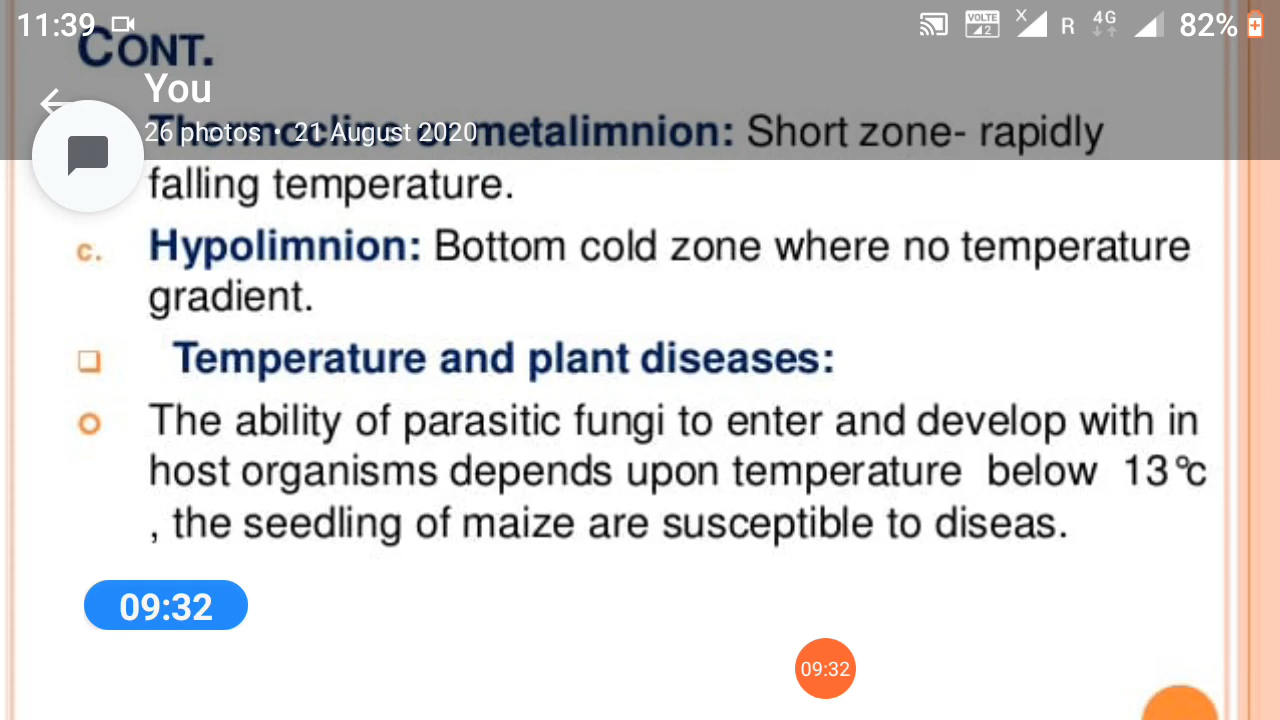 11:39 VOLTE 2 X R 4G 82%
CONT.
You
26 photos • 21 August 2020
metalimnion: Short zone- rapidly
falling temperature.
c. Hypolimnion: Bottom cold zone where no temperature
gradient.
Temperature and plant diseases:
The ability of parasitic fungi to enter and develop with in
host organisms depends upon temperature below 13℃
, the seedling of maize are susceptible to diseas.
09:32
09:32